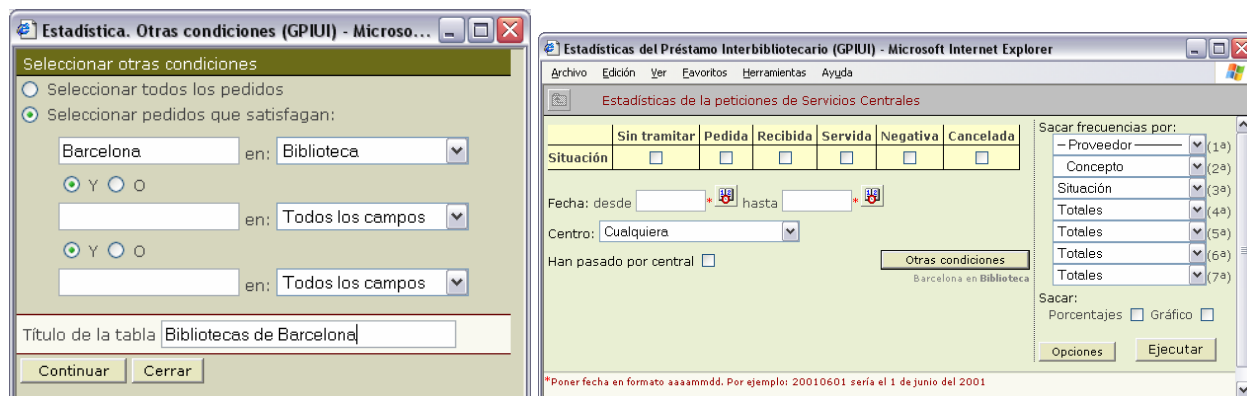 Estadística. Otras condiciones (GPIUI) - Microso...
Seleccionar otras condiciones
Seleccionar todos los pedidos
Seleccionar pedidos que satisfagan:
Barcelona en: Biblioteca
Y O
en: Todos los campos
Y O
en: Todos los campos
Título de la tabla Bibliotecas de Barcelona
Continuar Cerrar
Estadísticas del Préstamo Interbibliotecario (GPIUI) - Microsoft Internet Explorer
Archivo Edición Ver Favoritos Herramientas Ayuda
Estadísticas de la peticiones de Servicios Centrales
Sin tramitar Pedida Recibida Servida Negativa Cancelada
Situación
Fecha: desde * hasta *
Centro: Cualquiera
Han pasado por central
Otras condiciones
Barcelona en Biblioteca
Sacar frecuencias por:
– Proveedor – (1ª)
Concepto (2ª)
Situación (3ª)
Totales (4ª)
Totales (5ª)
Totales (6ª)
Totales (7ª)
Sacar:
Porcentajes Gráfico
Opciones Ejecutar
*Poner fecha en formato aaaammdd. Por ejemplo: 20010601 sería el 1 de junio del 2001